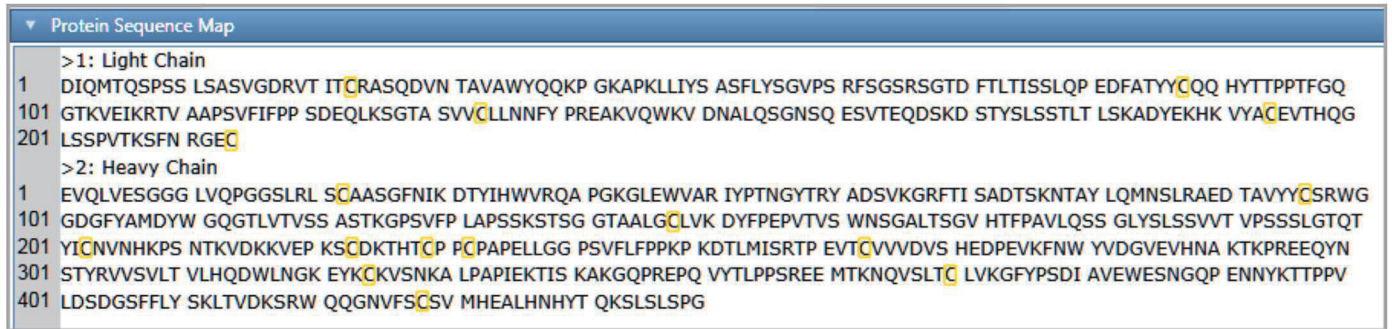 Protein Sequence Map
>1: Light Chain
1 DIQMTQSPSS LSASVGDRVT ITCRASQDVN TAVAWYQQKP GKAPKLLIYS ASFLYSGVPS RFSGSRSGTD FTLTISSLQP EDFATYYCQQ HYTTPPTFGQ
101 GTKVEIKRTV AAPSVFIFPP SDEQLKSGTA SVVCLLNNFY PREAKVQWKV DNALQSGNSQ ESVTEQDSKD STYSLSSTLT LSKADYEKHK VYACEVTHQG
201 LSSPVTKSFN RGEC
>2: Heavy Chain
1 EVQLVESGGG LVQPGGSLRL SCAASGFNIK DTYIHWVRQA PGKGLEWVAR IYPTNGYTRY ADSVKGRFTI SADTSKNTAY LQMNSLRAED TAVYYCSRWG
101 GDGFYAMDYW GQGTLVTVSS ASTKGPSVFP LAPSSKSTSG GTAALGCLVK DYFPEPVTVS WNSGALTSGV HTFPAVLQSS GLYSLSSVVT VPSSSLGTQT
201 YICNVNHKPS NTKVDKKVEP KSCDKTHTCP PCPAPELLGG PSVFLFPPKP KDTLMISRTP EVTCVVVDVS HEDPEVKFNW YVDGVEVHNA KTKPREEQYN
301 STYRVVSVLT VLHQDWLNGK EYKCKVSNKA LPAPIEKTIS KAKGQPREPQ VYTLPPSREE MTKNQVSLTC LVKGFYPSDI AVEWESNGQP ENNYKTTPPV
401 LDSDGSFFLY SKLTVDKSRW QQGNVFSCSV MHEALHNHYT QKSLSLSPG